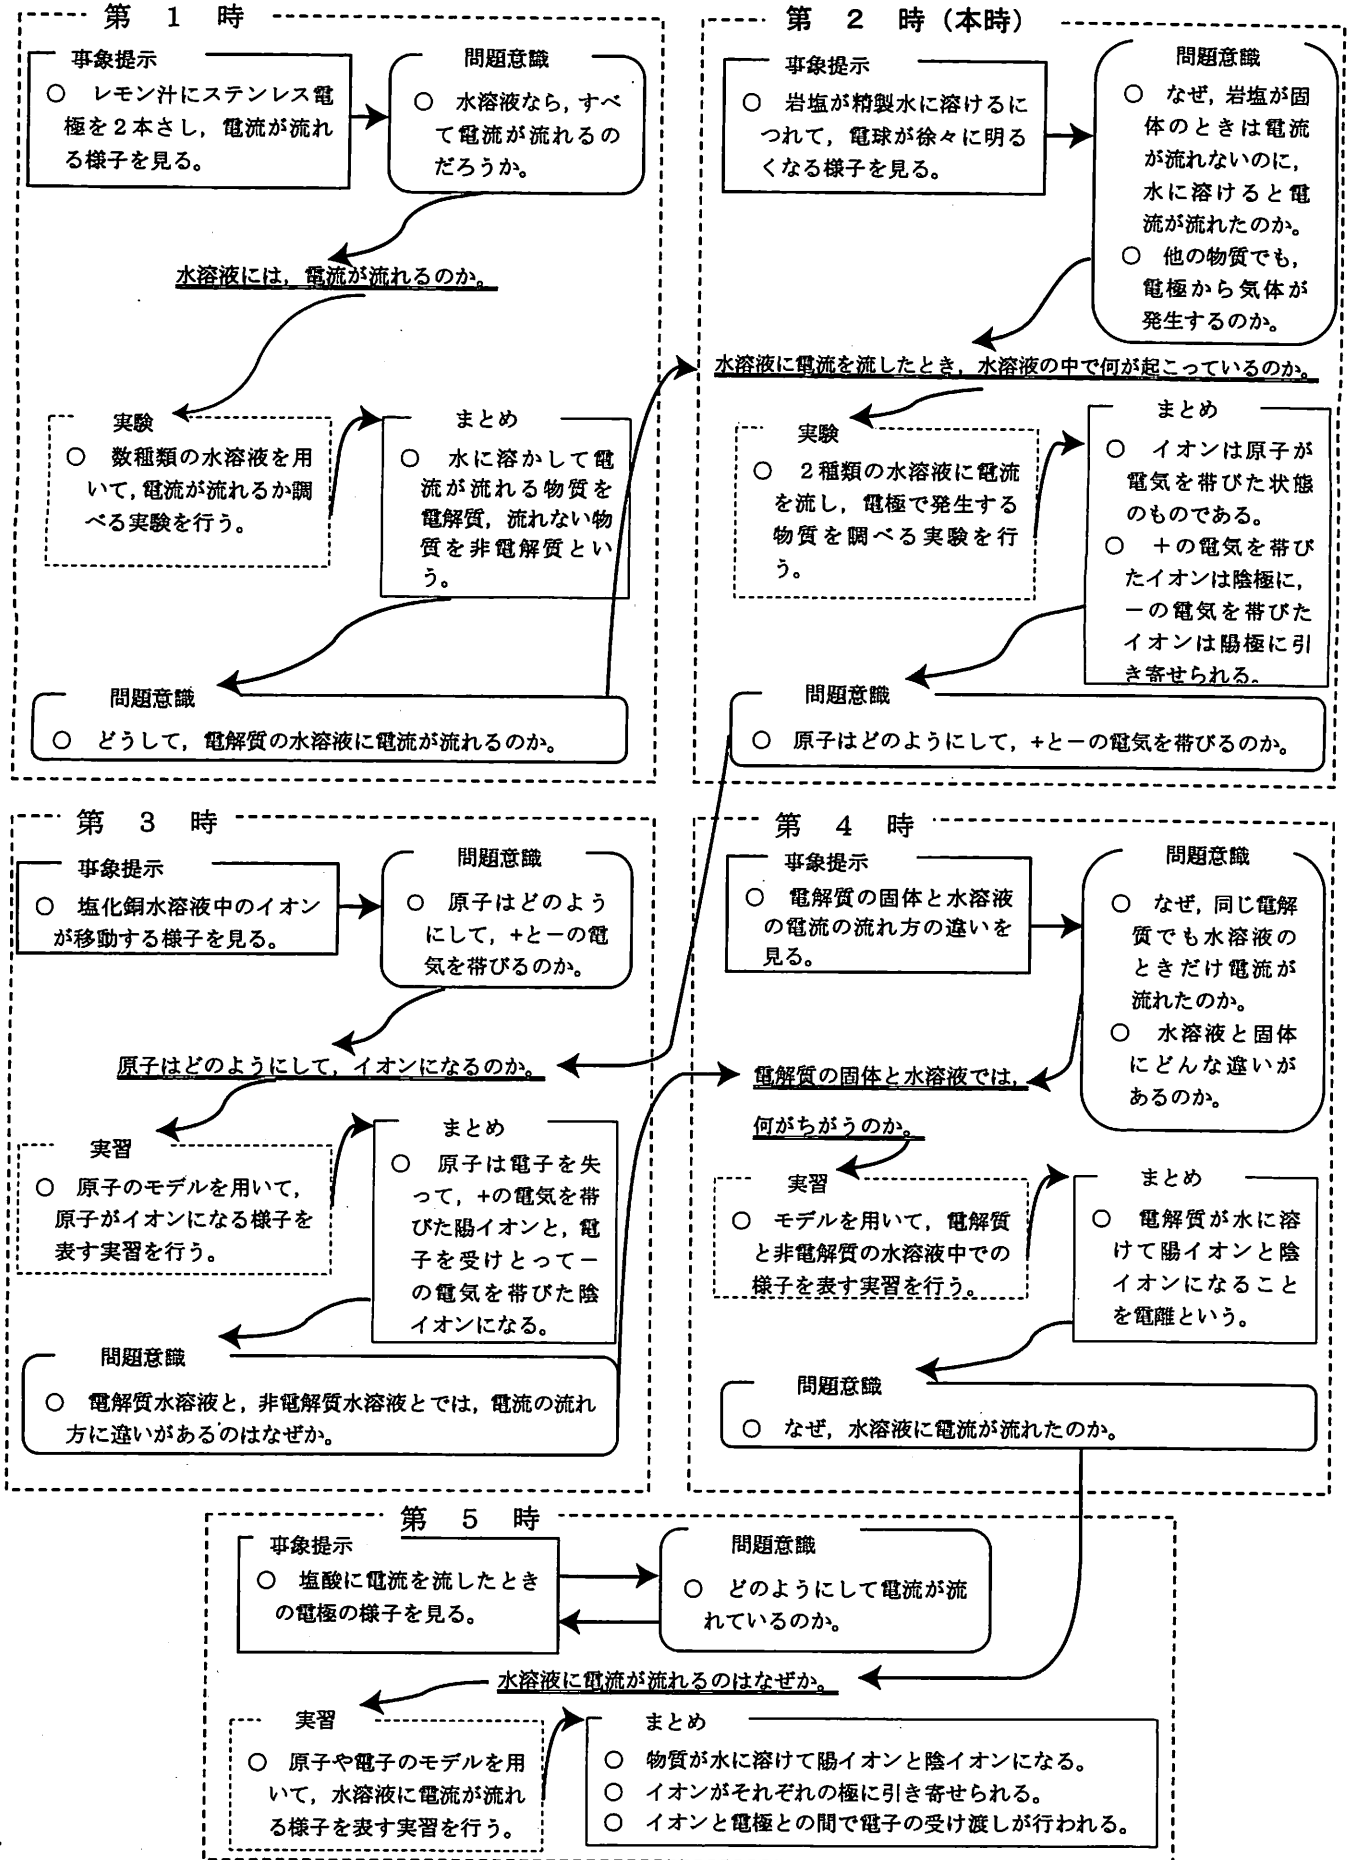 第 1 時
事象提示
○ レモン汁にステンレス電
極を2本さし，電流が流れ
る様子を見る。
問題意識
○ 水溶液なら，すべ
て電流が流れるの
だろうか。
水溶液には，電流が流れるのか。
実験
○ 数種類の水溶液を用
いて，電流が流れるか調
べる実験を行う。
まとめ
○ 水に溶かして電
流が流れる物質を
電解質，流れない物
質を非電解質とい
う。
問題意識
○ どうして，電解質の水溶液に電流が流れるのか。
第 2 時（本時）
事象提示
○ 岩塩が精製水に溶けるに
つれて，電球が徐々に明る
くなる様子を見る。
問題意識
○ なぜ，岩塩が固
体のときは電流
が流れないのに，
水に溶けると電
流が流れたのか。
○ 他の物質でも，
電極から気体が
発生するのか。
水溶液に電流を流したとき，水溶液の中で何が起こっているのか。
実験
○ 2種類の水溶液に電流
を流し，電極で発生する
物質を調べる実験を行
う。
まとめ
○ イオンは原子が
電気を帯びた状態
のものである。
○ ＋の電気を帯び
たイオンは陰極に，
－の電気を帯びた
イオンは陽極に引
き寄せられる。
問題意識
○ 原子はどのようにして，+と－の電気を帯びるのか。
第 3 時
事象提示
○ 塩化銅水溶液中のイオン
が移動する様子を見る。
問題意識
○ 原子はどのよう
にして，+と－の電
気を帯びるのか。
原子はどのようにして，イオンになるのか。
実習
○ 原子のモデルを用いて，
原子がイオンになる様子を
表す実習を行う。
まとめ
○ 原子は電子を失
って，+の電気を帯
びた陽イオンと，電
子を受けとって－
の電気を帯びた陰
イオンになる。
問題意識
○ 電解質水溶液と，非電解質水溶液とでは，電流の流れ
方に違いがあるのはなぜか。
第 4 時
事象提示
○ 電解質の固体と水溶液
の電流の流れ方の違いを
見る。
問題意識
○ なぜ，同じ電解
質でも水溶液の
ときだけ電流が
流れたのか。
○ 水溶液と固体
にどんな違いが
あるのか。
電解質の固体と水溶液では，
何がちがうのか。
実習
○ モデルを用いて，電解質
と非電解質の水溶液中での
様子を表す実習を行う。
まとめ
○ 電解質が水に溶
けて陽イオンと陰
イオンになること
を電離という。
問題意識
○ なぜ，水溶液に電流が流れたのか。
第 5 時
事象提示
○ 塩酸に電流を流したとき
の電極の様子を見る。
問題意識
○ どのようにして電流が流
れているのか。
水溶液に電流が流れるのはなぜか。
実習
○ 原子や電子のモデルを用
いて，水溶液に電流が流れ
る様子を表す実習を行う。
まとめ
○ 物質が水に溶けて陽イオンと陰イオンになる。
○ イオンがそれぞれの極に引き寄せられる。
○ イオンと電極との間で電子の受け渡しが行われる。